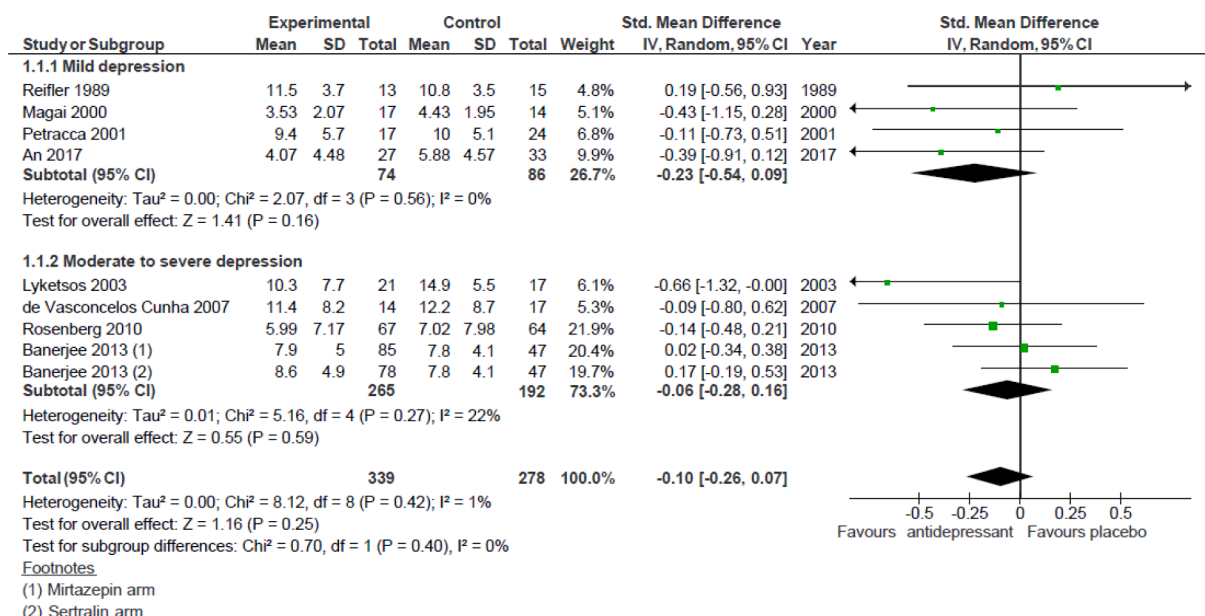 Experimental Control Std. Mean Difference Std. Mean Difference
Study or Subgroup Mean SD Total Mean SD Total Weight IV, Random, 95% CI Year IV, Random, 95% CI
1.1.1 Mild depression
Reifler 1989 11.5 3.7 13 10.8 3.5 15 4.8% 0.19 [-0.56, 0.93] 1989
Magai 2000 3.53 2.07 17 4.43 1.95 14 5.1% -0.43 [-1.15, 0.28] 2000
Petracca 2001 9.4 5.7 17 10 5.1 24 6.8% -0.11 [-0.73, 0.51] 2001
An 2017 4.07 4.48 27 5.88 4.57 33 9.9% -0.39 [-0.91, 0.12] 2017
Subtotal (95% CI) 74 86 26.7% -0.23 [-0.54, 0.09]
Heterogeneity: Tau² = 0.00; Chi² = 2.07, df = 3 (P = 0.56); I² = 0%
Test for overall effect: Z = 1.41 (P = 0.16)
1.1.2 Moderate to severe depression
Lyketsos 2003 10.3 7.7 21 14.9 5.5 17 6.1% -0.66 [-1.32, -0.00] 2003
de Vasconcelos Cunha 2007 11.4 8.2 14 12.2 8.7 17 5.3% -0.09 [-0.80, 0.62] 2007
Rosenberg 2010 5.99 7.17 67 7.02 7.98 64 21.9% -0.14 [-0.48, 0.21] 2010
Banerjee 2013 (1) 7.9 5 85 7.8 4.1 47 20.4% 0.02 [-0.34, 0.38] 2013
Banerjee 2013 (2) 8.6 4.9 78 7.8 4.1 47 19.7% 0.17 [-0.19, 0.53] 2013
Subtotal (95% CI) 265 192 73.3% -0.06 [-0.28, 0.16]
Heterogeneity: Tau² = 0.01; Chi² = 5.16, df = 4 (P = 0.27); I² = 22%
Test for overall effect: Z = 0.55 (P = 0.59)
Total (95% CI) 339 278 100.0% -0.10 [-0.26, 0.07]
Heterogeneity: Tau² = 0.00; Chi² = 8.12, df = 8 (P = 0.42); I² = 1%
Test for overall effect: Z = 1.16 (P = 0.25)
Test for subgroup differences: Chi² = 0.70, df = 1 (P = 0.40), I² = 0%
-0.5 -0.25 0 0.25 0.5
Favours antidepressant Favours placebo
Footnotes
(1) Mirtazepin arm
(2) Sertralin arm